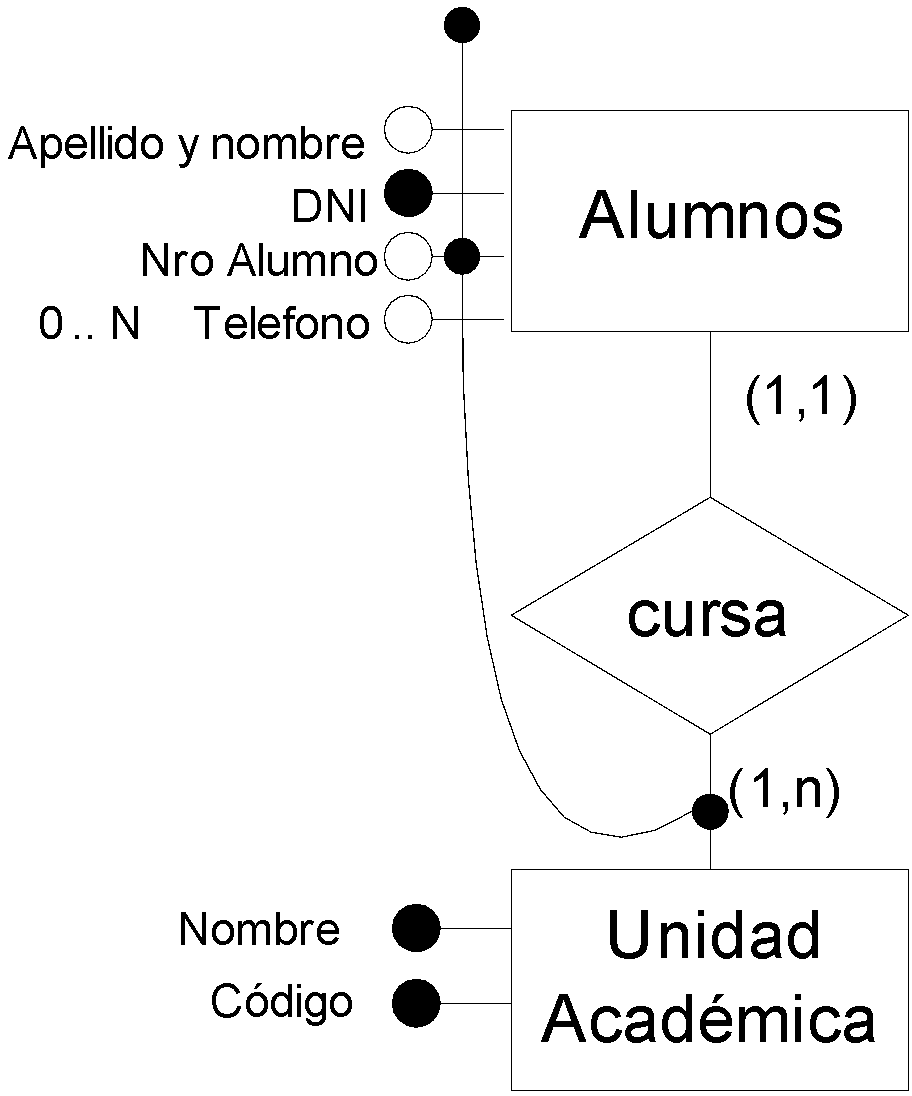 Apellido y nombre
DNI
Nro Alumno
0 .. N Telefono
Alumnos
(1,1)
cursa
(1,n)
Nombre
Código
Unidad
Académica